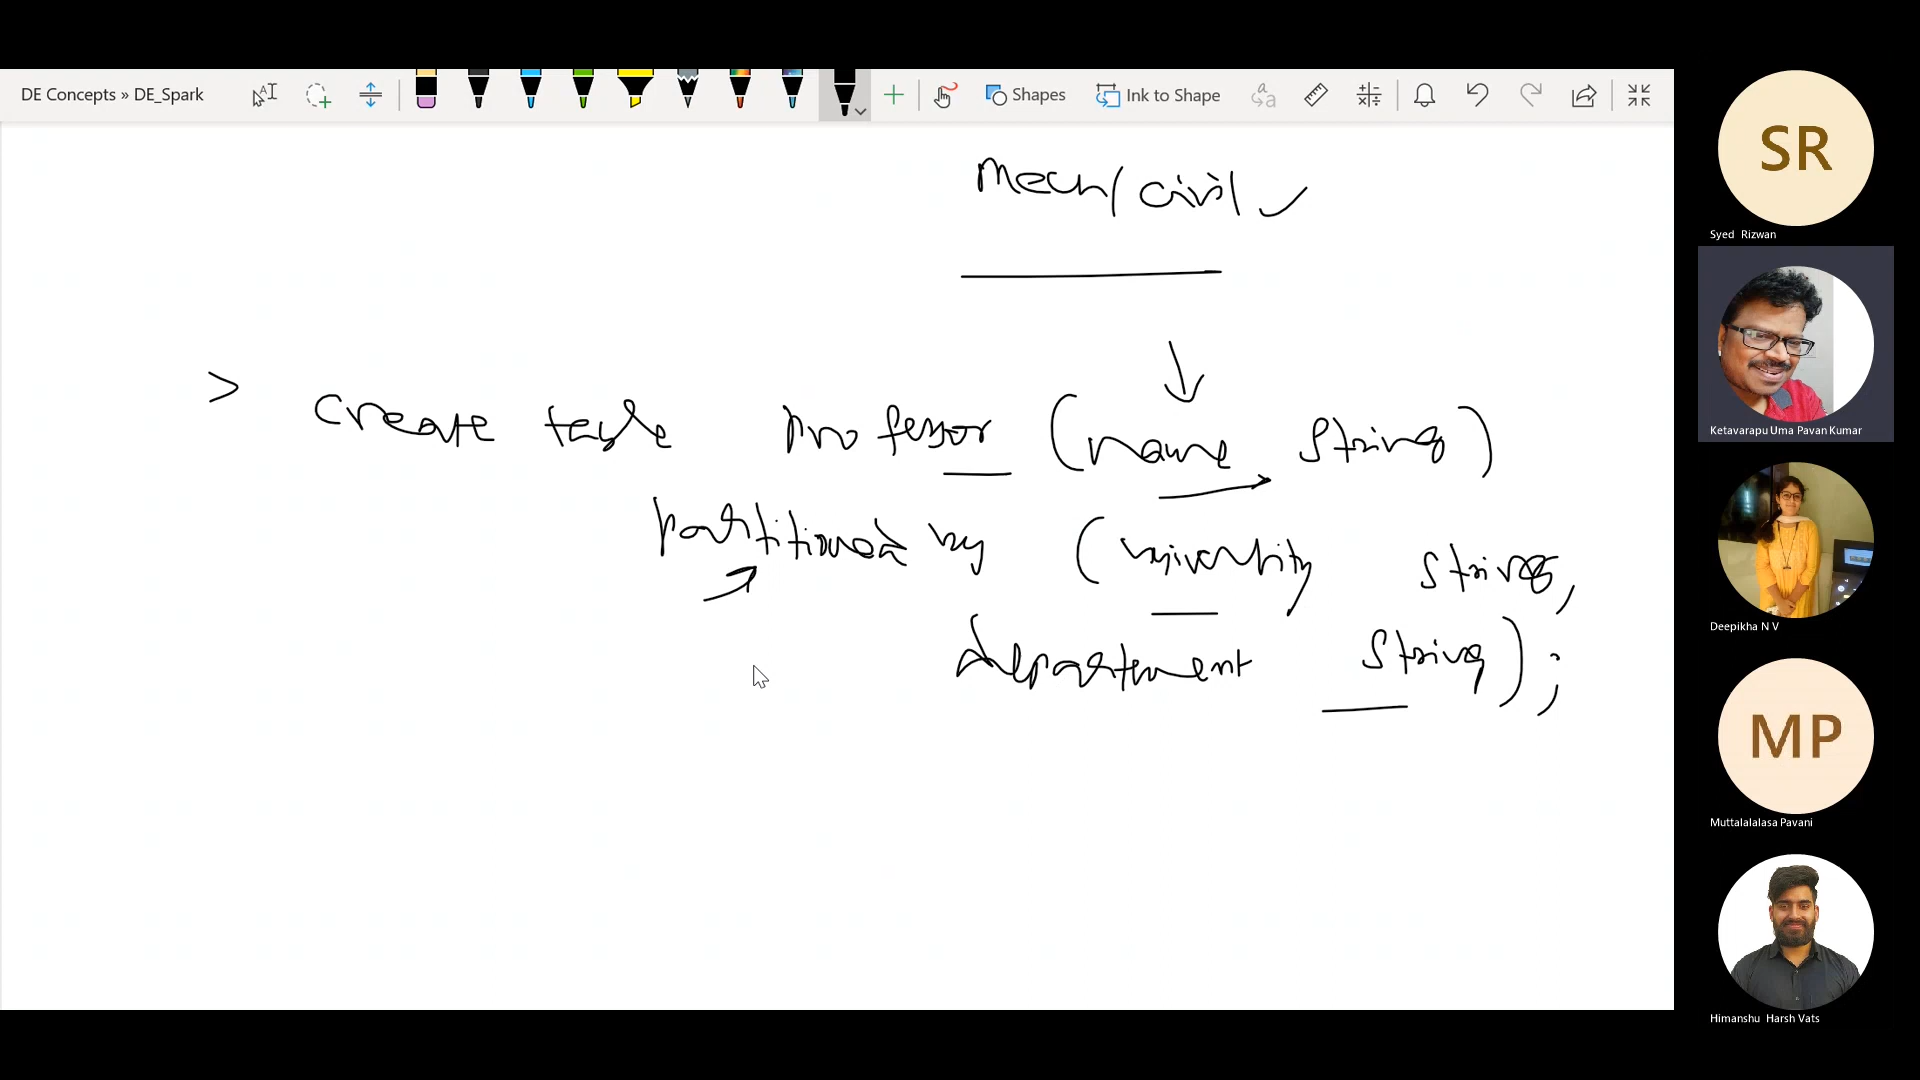 DE Concepts » DE_Spark
Shapes
Ink to Shape
SR
Syed Rizwan
Ketavarapu Uma Pavan Kumar
Deepikha N V
MP
Muttalalalasa Pavani
Himanshu Harsh Vats
Mech/ civil
> create table professor (name string)
partitioned by (university string,
department string);